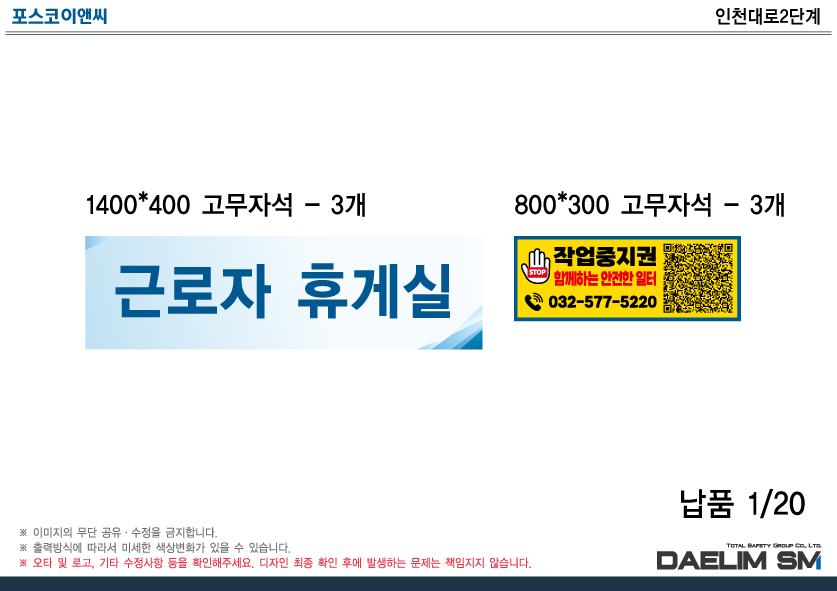 포스코이앤씨
인천대로2단계
1400*400 고무자석 - 3개
800*300 고무자석 - 3개
근로자 휴게실
STOP
작업중지권
함께하는 안전한 일터
032-577-5220
납품 1/20
※ 이미지의 무단 공유·수정을 금지합니다.
※ 출력방식에 따라서 미세한 색상변화가 있을 수 있습니다.
※ 오타 및 로고, 기타 수정사항 등을 확인해주세요. 디자인 최종 확인 후에 발생하는 문제는 책임지지 않습니다.
TOTAL SAFETY GROUP CO., LTD.
DAELIM SM